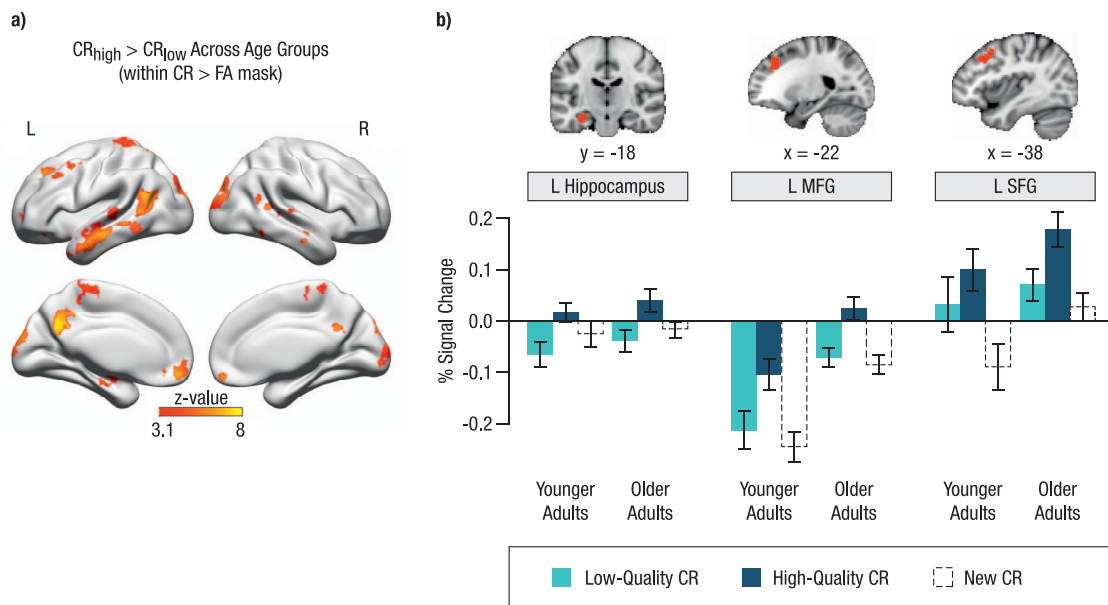 a)
CRhigh > CRlow Across Age Groups
(within CR > FA mask)
L R
z-value
3.1 8
b)
y = -18 x = -22 x = -38
L Hippocampus L MFG L SFG
% Signal Change
0.2
0.1
0.0
-0.1
-0.2
Younger Adults Older Adults Younger Adults Older Adults Younger Adults Older Adults
Low-Quality CR High-Quality CR New CR